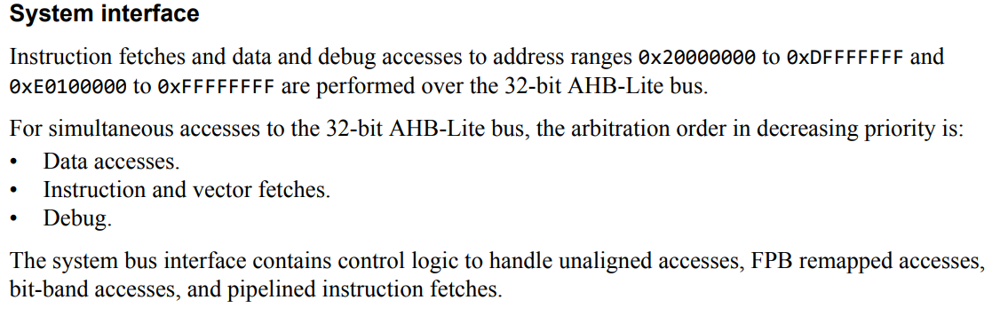 System interface
Instruction fetches and data and debug accesses to address ranges 0x20000000 to 0xDFFFFFFF and
0xE0100000 to 0xFFFFFFFF are performed over the 32-bit AHB-Lite bus.
For simultaneous accesses to the 32-bit AHB-Lite bus, the arbitration order in decreasing priority is:
• Data accesses.
• Instruction and vector fetches.
• Debug.
The system bus interface contains control logic to handle unaligned accesses, FPB remapped accesses,
bit-band accesses, and pipelined instruction fetches.